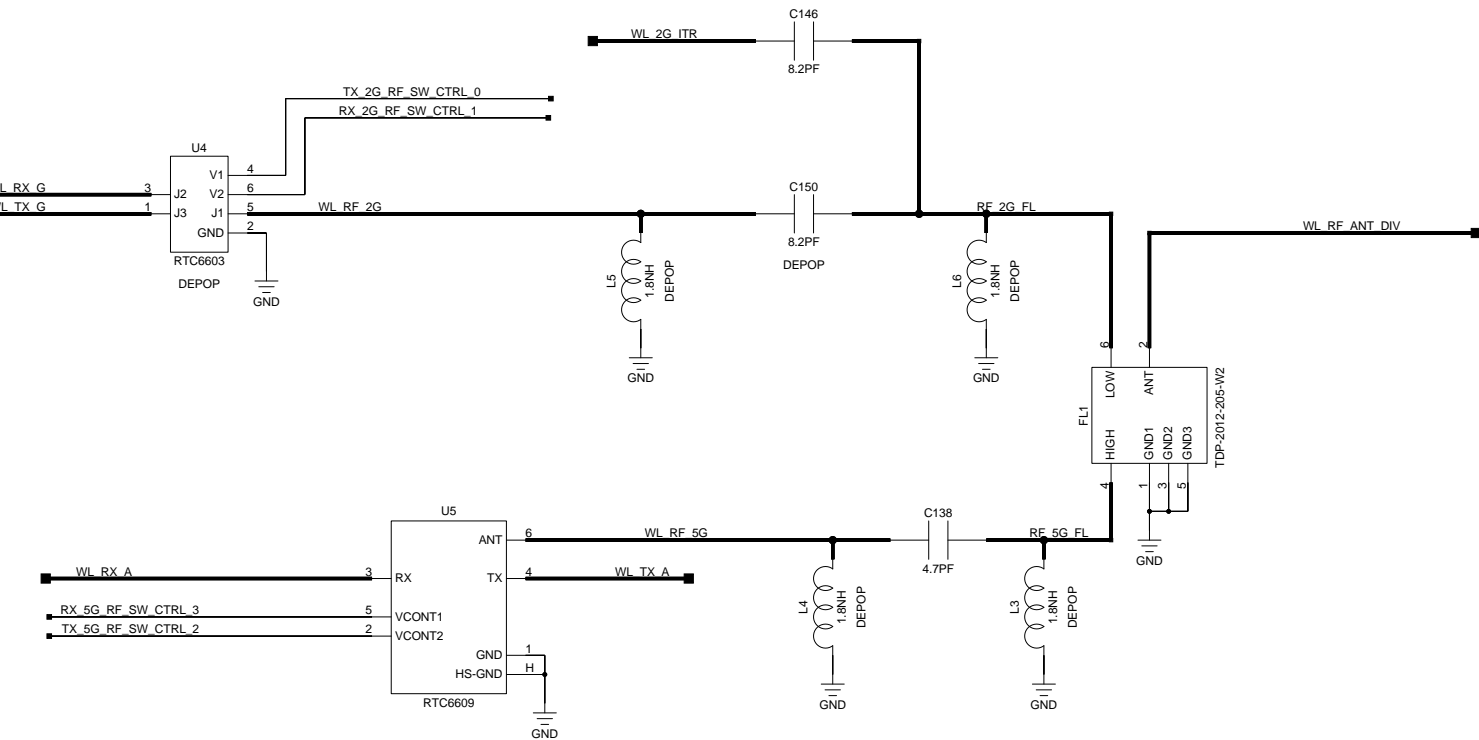 C146
WL_2G_ITR
8.2PF
TX_2G_RF_SW_CTRL_0
RX_2G_RF_SW_CTRL_1
U4
V1 4
V2 6
L_RX_G 3 J2
L_TX_G 1 J3
J1 5
GND 2
RTC6603
DEPOP
GND
WL_RF_2G
C150
8.2PF
DEPOP
RF_2G_FL
WL_RF_ANT_DIV
L5
1.8NH
DEPOP
GND
L6
1.8NH
DEPOP
GND
6
2
LOW
ANT
FL1
TDP-2012-205-W2
HIGH
GND1
GND2
GND3
4
1
3
5
GND
U5
ANT 6
WL_RF_5G
C138
4.7PF
RF_5G_FL
WL_RX_A 3 RX
TX 4 WL_TX_A
RX_5G_RF_SW_CTRL_3 5 VCONT1
TX_5G_RF_SW_CTRL_2 2 VCONT2
GND 1
HS-GND H
RTC6609
GND
L4
1.8NH
DEPOP
GND
L3
1.8NH
DEPOP
GND